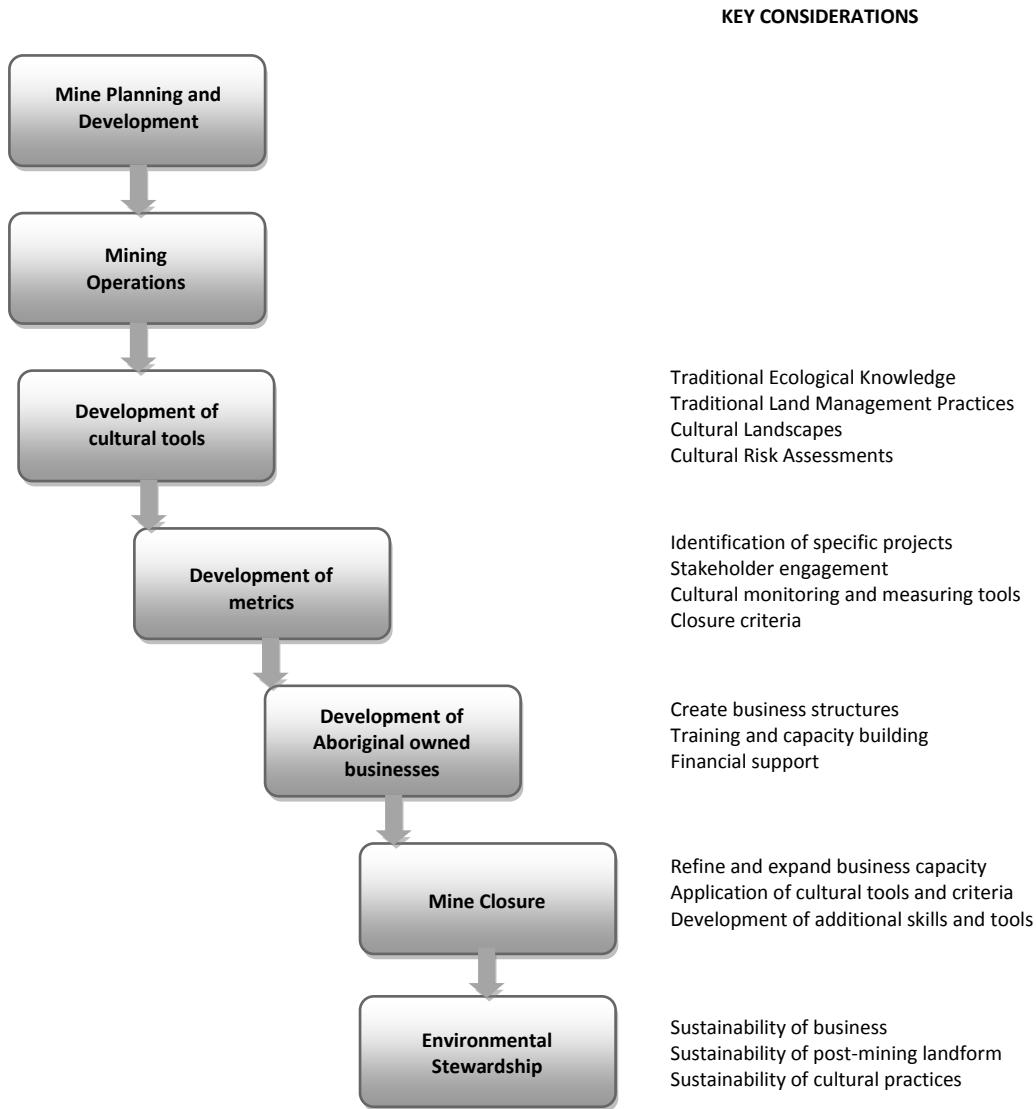 KEY CONSIDERATIONS
Mine Planning and
Development
Mining
Operations
Development of
cultural tools
Traditional Ecological Knowledge
Traditional Land Management Practices
Cultural Landscapes
Cultural Risk Assessments
Development of
metrics
Identification of specific projects
Stakeholder engagement
Cultural monitoring and measuring tools
Closure criteria
Development of
Aboriginal owned
businesses
Create business structures
Training and capacity building
Financial support
Mine Closure
Refine and expand business capacity
Application of cultural tools and criteria
Development of additional skills and tools
Environmental
Stewardship
Sustainability of business
Sustainability of post-mining landform
Sustainability of cultural practices